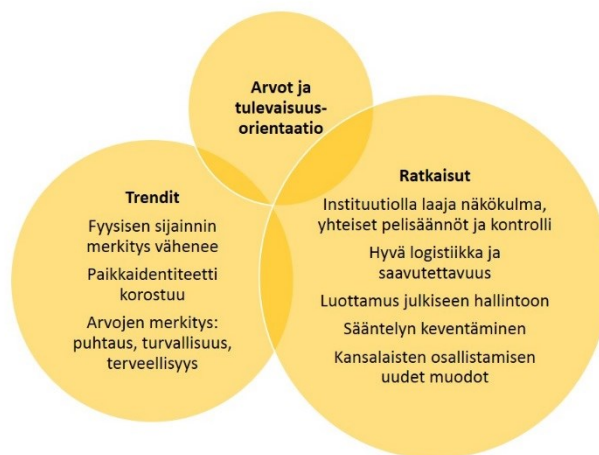 Arvot ja
tulevaisuus-
orientaatio
Trendit
Fyysisen sijainnin
merkitys vähenee
Paikkaidentiteetti
korostuu
Arvojen merkitys:
puhtaus, turvallisuus,
terveellisyys
Ratkaisut
Instituutiolla laaja näkökulma,
yhteiset pelisäännöt ja kontrolli
Hyvä logistiikka ja
saavutettavuus
Luottamus julkiseen hallintoon
Sääntelyn keventäminen
Kansalaisten osallistamisen
uudet muodot